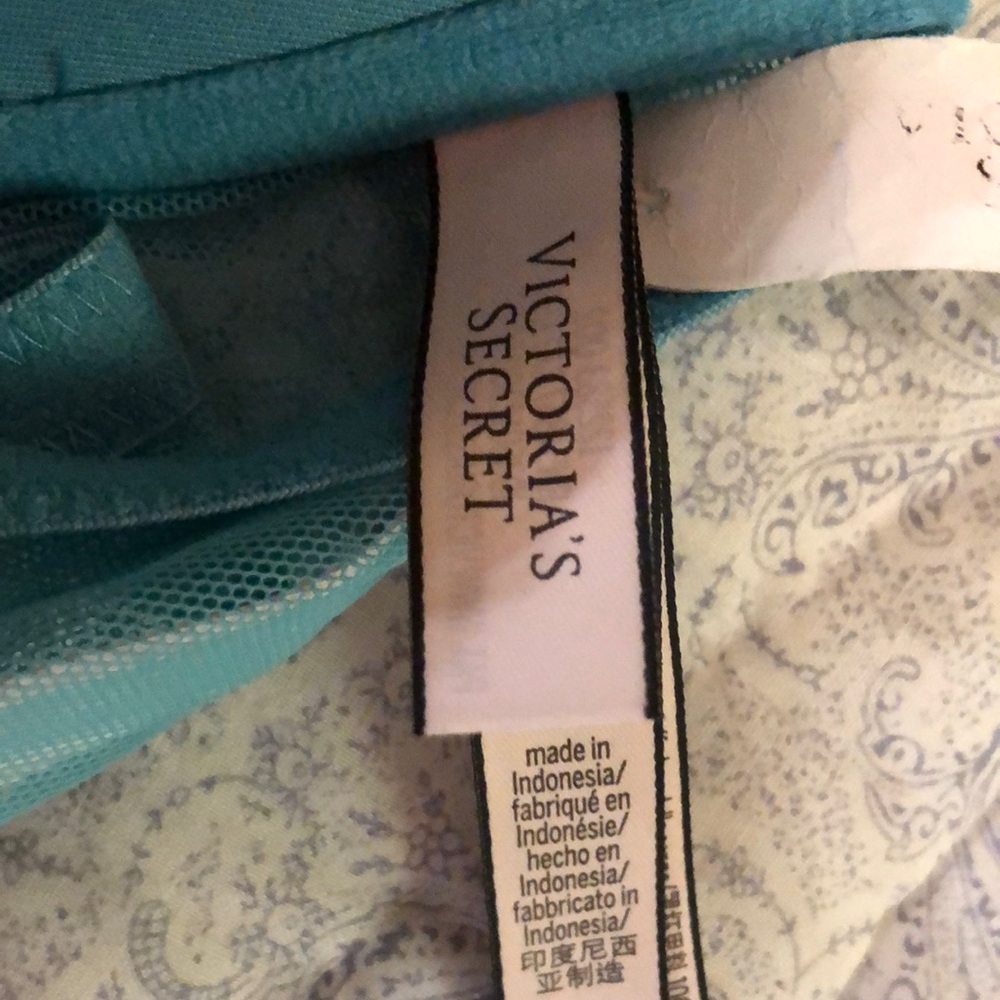 VICTORIA'S
SECRET
made in
Indonesia/
fabriqué en
Indonésie/
hecho en
Indonesia/
fabbricato in
Indonesia/
印度尼西
亚制造